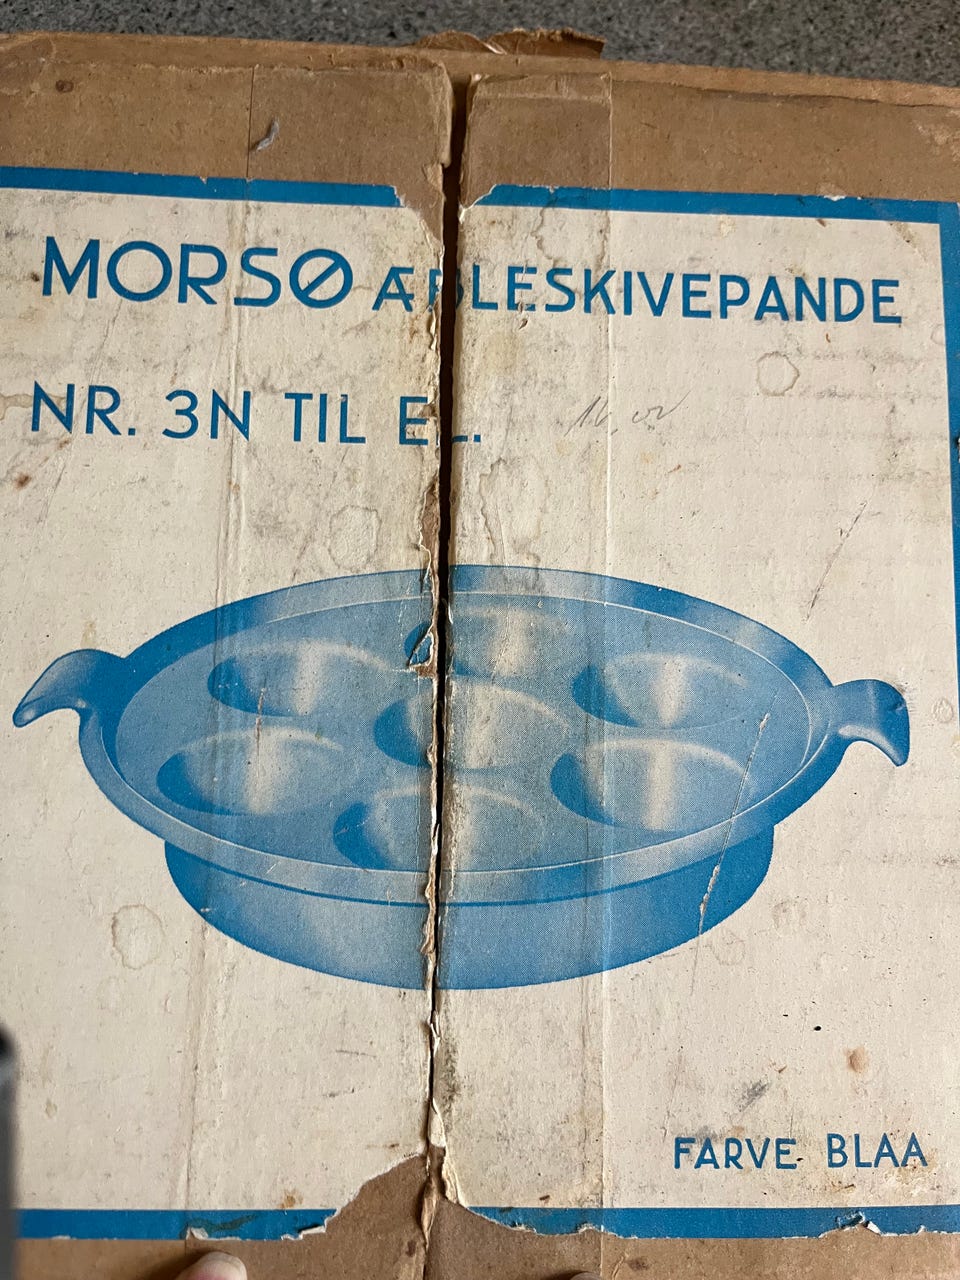 MORSØ ÆBLESKIVEPANDE
NR. 3N TIL EL.
FARVE BLAA